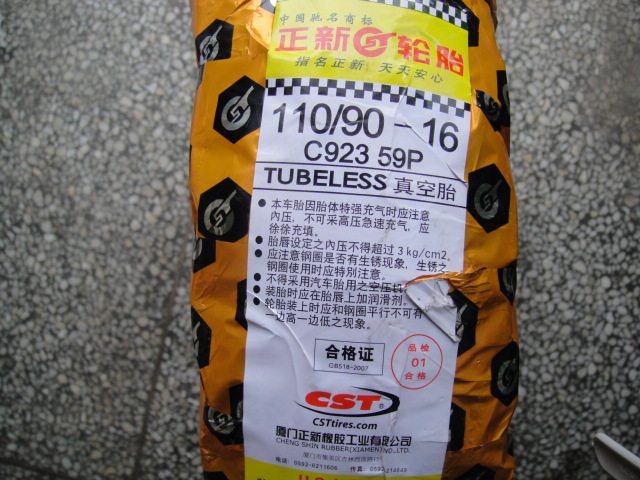 中国驰名商标
正新轮胎
指名正新 天天安心
110/90-16
C923 59P
TUBELESS 真空胎
● 本车胎因胎体特强充气时应注意
内压，不可采高压急速充气，应
徐徐充填。
● 胎唇设定之内压不得超过3kg/cm2。
● 应注意钢圈是否有生锈现象，生锈之
钢圈使用时应特别注意。
● 不得采用汽车胎用之空压机
● 装胎时应在胎唇上加润滑剂。
● 轮胎装上时应和钢圈平行不可有
一边高一边低之现象。
合格证
GB518-2007
品检
01
合格
CST®
CSTtires.com
厦门正新橡胶工业有限公司
CHENG SHIN RUBBER(XIAMEN)IND.LTD
电话：0592-6211606 传真：0592